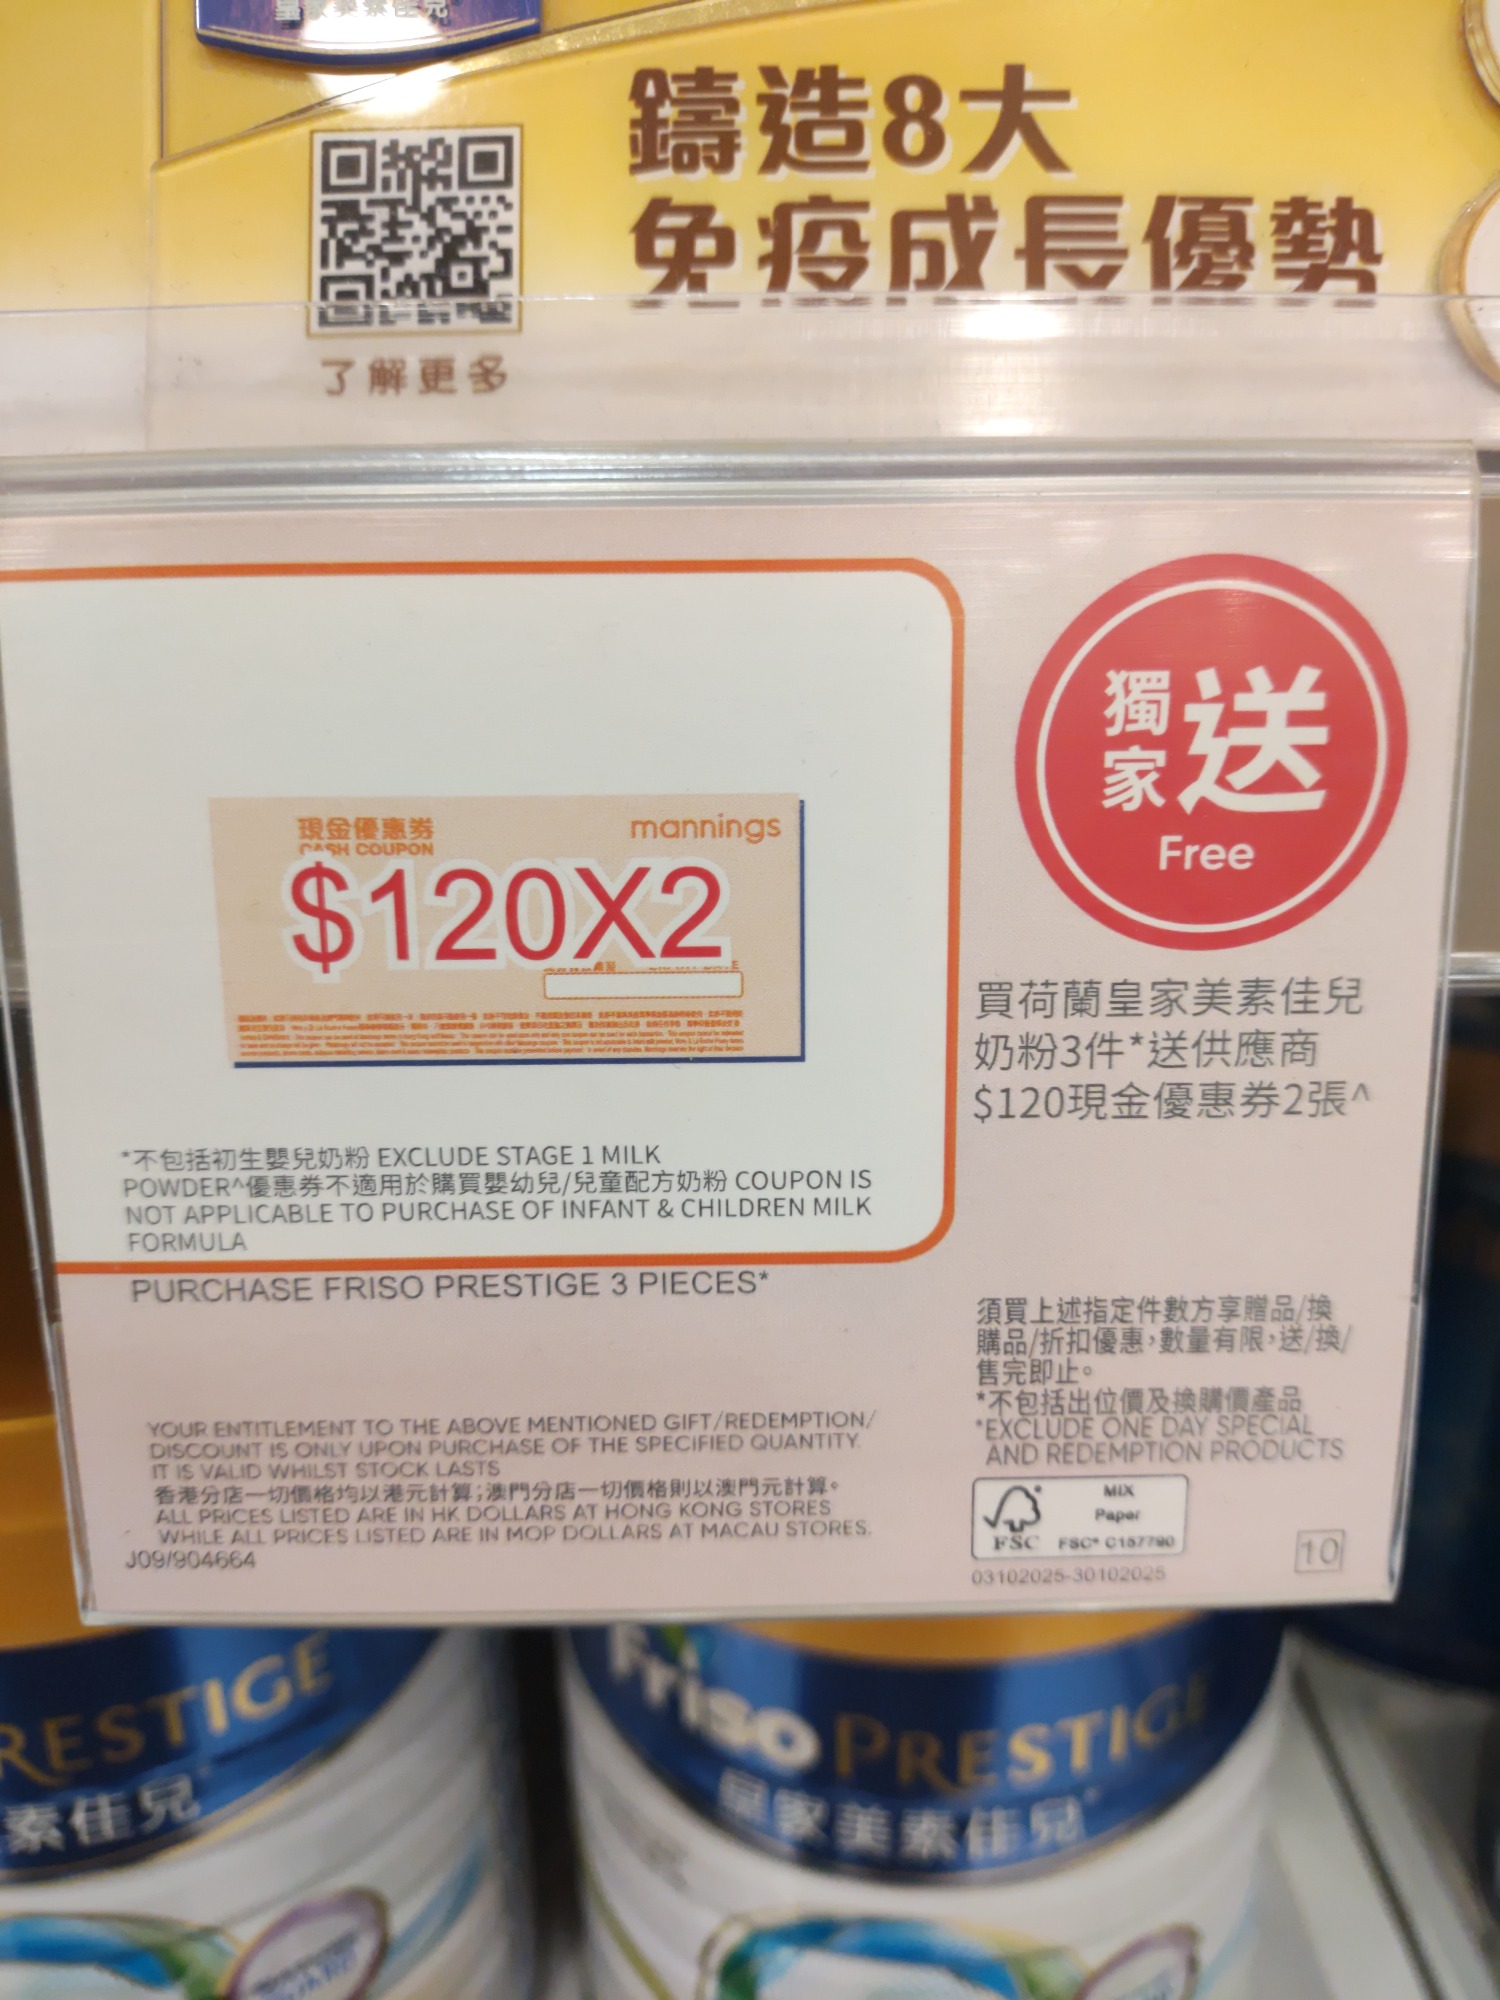 皇家美素佳兒
鑄造8大
免疫成長優勢
了解更多
獨家送
Free
現金優惠券
CASH COUPON
mannings
$120X2
買荷蘭皇家美素佳兒
奶粉3件*送供應商
$120現金優惠券2張^
*不包括初生嬰兒奶粉 EXCLUDE STAGE 1 MILK
POWDER^優惠券不適用於購買嬰幼兒/兒童配方奶粉 COUPON IS
NOT APPLICABLE TO PURCHASE OF INFANT & CHILDREN MILK
FORMULA
PURCHASE FRISO PRESTIGE 3 PIECES*
須買上述指定件數方享贈品/換
購品/折扣優惠,數量有限,送/換/
售完即止。
*不包括出位價及換購價產品
*EXCLUDE ONE DAY SPECIAL
AND REDEMPTION PRODUCTS
YOUR ENTITLEMENT TO THE ABOVE MENTIONED GIFT/REDEMPTION/
DISCOUNT IS ONLY UPON PURCHASE OF THE SPECIFIED QUANTITY.
IT IS VALID WHILST STOCK LASTS
香港分店一切價格均以港元計算;澳門分店一切價格則以澳門元計算。
ALL PRICES LISTED ARE IN HK DOLLARS AT HONG KONG STORES
WHILE ALL PRICES LISTED ARE IN MOP DOLLARS AT MACAU STORES.
J09/904664
MIX
Paper
FSC FSC® C157790
03102025-30102025
10
RESTIGE
素佳兒
Friso PRESTIGE
皇家美素佳兒